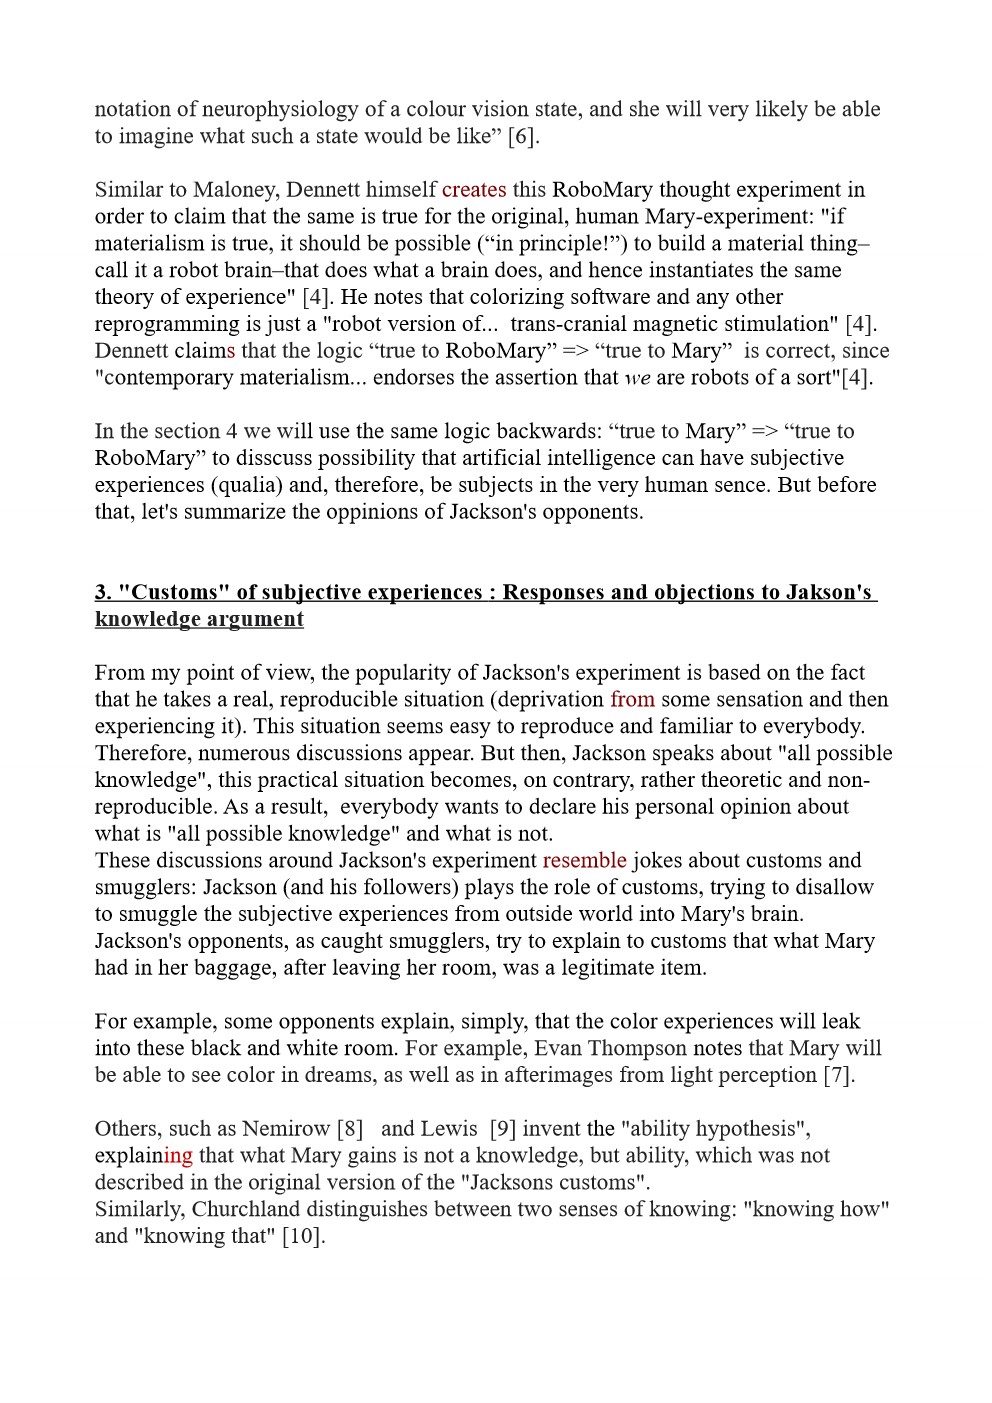 notation of neurophysiology of a colour vision state, and she will very likely be able
to imagine what such a state would be like” [6].
Similar to Maloney, Dennett himself creates this RoboMary thought experiment in
order to claim that the same is true for the original, human Mary-experiment: "if
materialism is true, it should be possible (“in principle!”) to build a material thing–
call it a robot brain–that does what a brain does, and hence instantiates the same
theory of experience" [4]. He notes that colorizing software and any other
reprogramming is just a "robot version of...  trans-cranial magnetic stimulation" [4].
Dennett claims that the logic “true to RoboMary” => “true to Mary”  is correct, since
"contemporary materialism... endorses the assertion that we are robots of a sort"[4].
In the section 4 we will use the same logic backwards: “true to Mary” => “true to
RoboMary” to disscuss possibility that artificial intelligence can have subjective
experiences (qualia) and, therefore, be subjects in the very human sence. But before
that, let's summarize the oppinions of Jackson's opponents.
3. "Customs" of subjective experiences : Responses and objections to Jakson's
knowledge argument
From my point of view, the popularity of Jackson's experiment is based on the fact
that he takes a real, reproducible situation (deprivation from some sensation and then
experiencing it). This situation seems easy to reproduce and familiar to everybody.
Therefore, numerous discussions appear. But then, Jackson speaks about "all possible
knowledge", this practical situation becomes, on contrary, rather theoretic and non-
reproducible. As a result,  everybody wants to declare his personal opinion about
what is "all possible knowledge" and what is not.
These discussions around Jackson's experiment resemble jokes about customs and
smugglers: Jackson (and his followers) plays the role of customs, trying to disallow
to smuggle the subjective experiences from outside world into Mary's brain.
Jackson's opponents, as caught smugglers, try to explain to customs that what Mary
had in her baggage, after leaving her room, was a legitimate item.
For example, some opponents explain, simply, that the color experiences will leak
into these black and white room. For example, Evan Thompson notes that Mary will
be able to see color in dreams, as well as in afterimages from light perception [7].
Others, such as Nemirow [8]   and Lewis  [9] invent the "ability hypothesis",
explaining that what Mary gains is not a knowledge, but ability, which was not
described in the original version of the "Jacksons customs".
Similarly, Churchland distinguishes between two senses of knowing: "knowing how"
and "knowing that" [10].